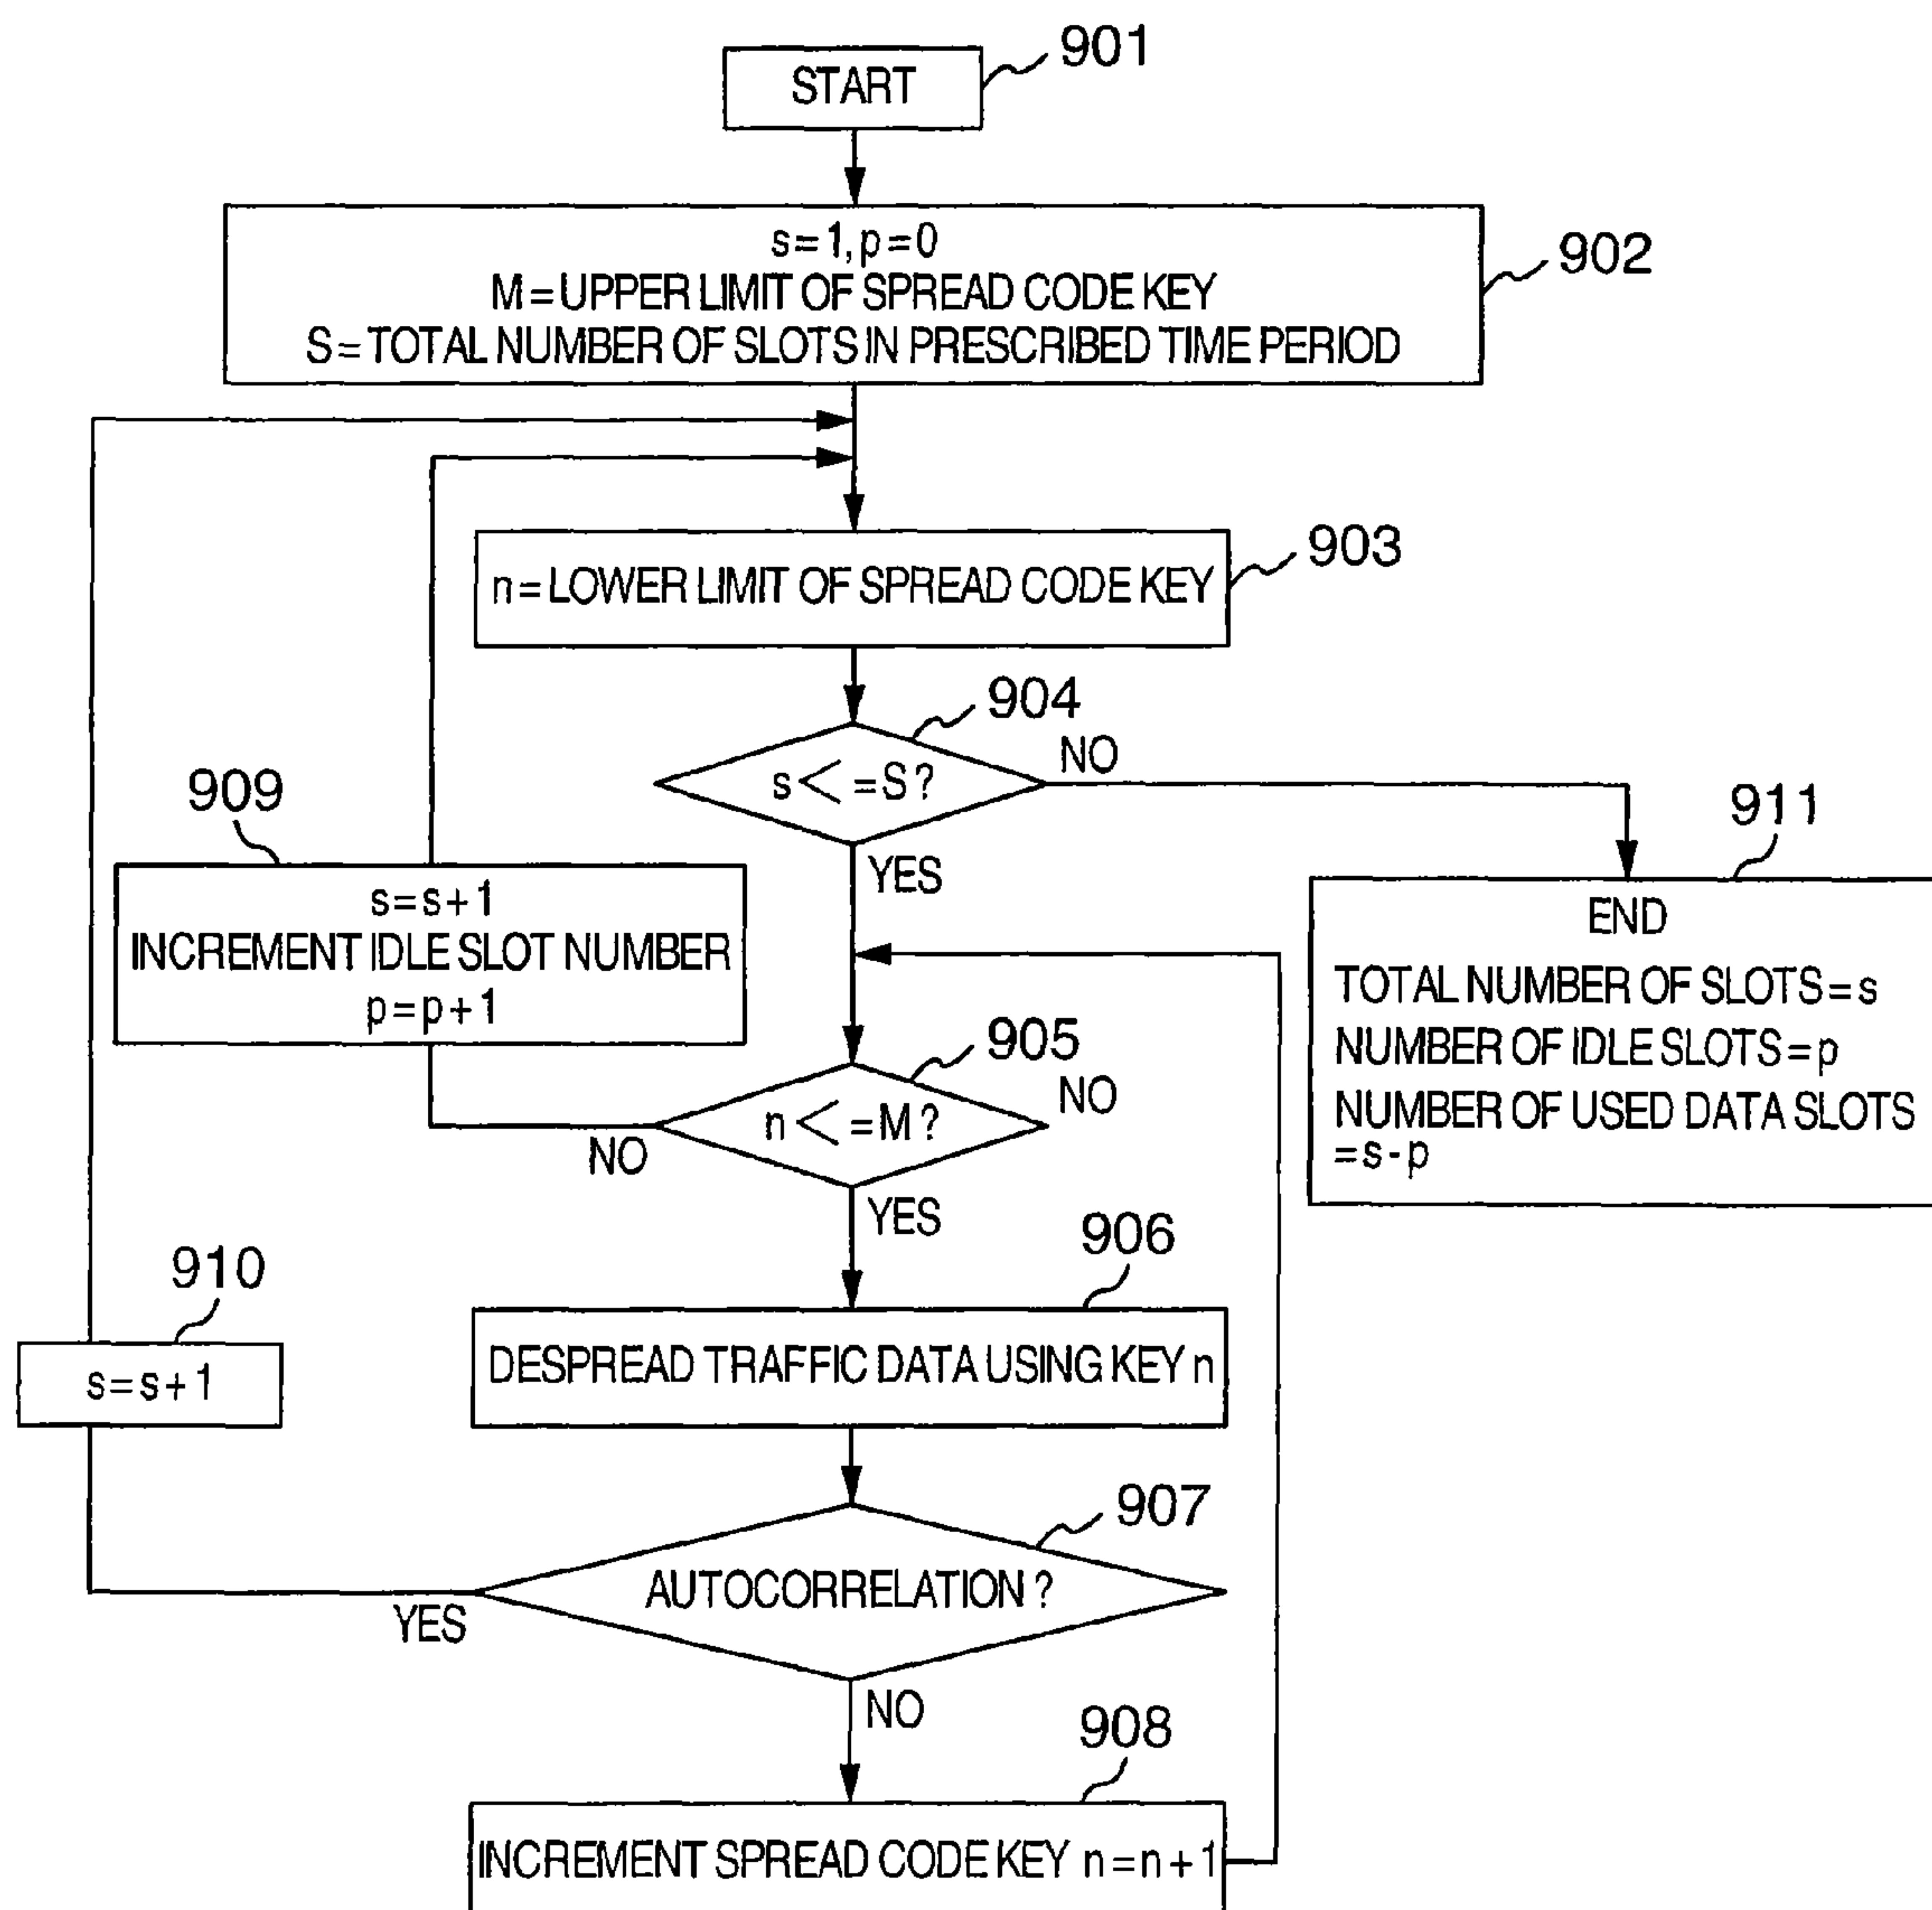 START
901
s=1,p=0
M=UPPER LIMIT OF SPREAD CODE KEY
S=TOTAL NUMBER OF SLOTS IN PRESCRIBED TIME PERIOD
902
n=LOWER LIMIT OF SPREAD CODE KEY
903
904
s<=S?
NO
YES
909
s=s+1
INCREMENT IDLE SLOT NUMBER
p=p+1
911
END
TOTAL NUMBER OF SLOTS=s
NUMBER OF IDLE SLOTS=p
NUMBER OF USED DATA SLOTS
=s-p
905
n<=M?
NO
NO
YES
906
DESPREAD TRAFFIC DATA USING KEY n
910
s=s+1
907
AUTOCORRELATION?
YES
NO
908
INCREMENT SPREAD CODE KEY n=n+1